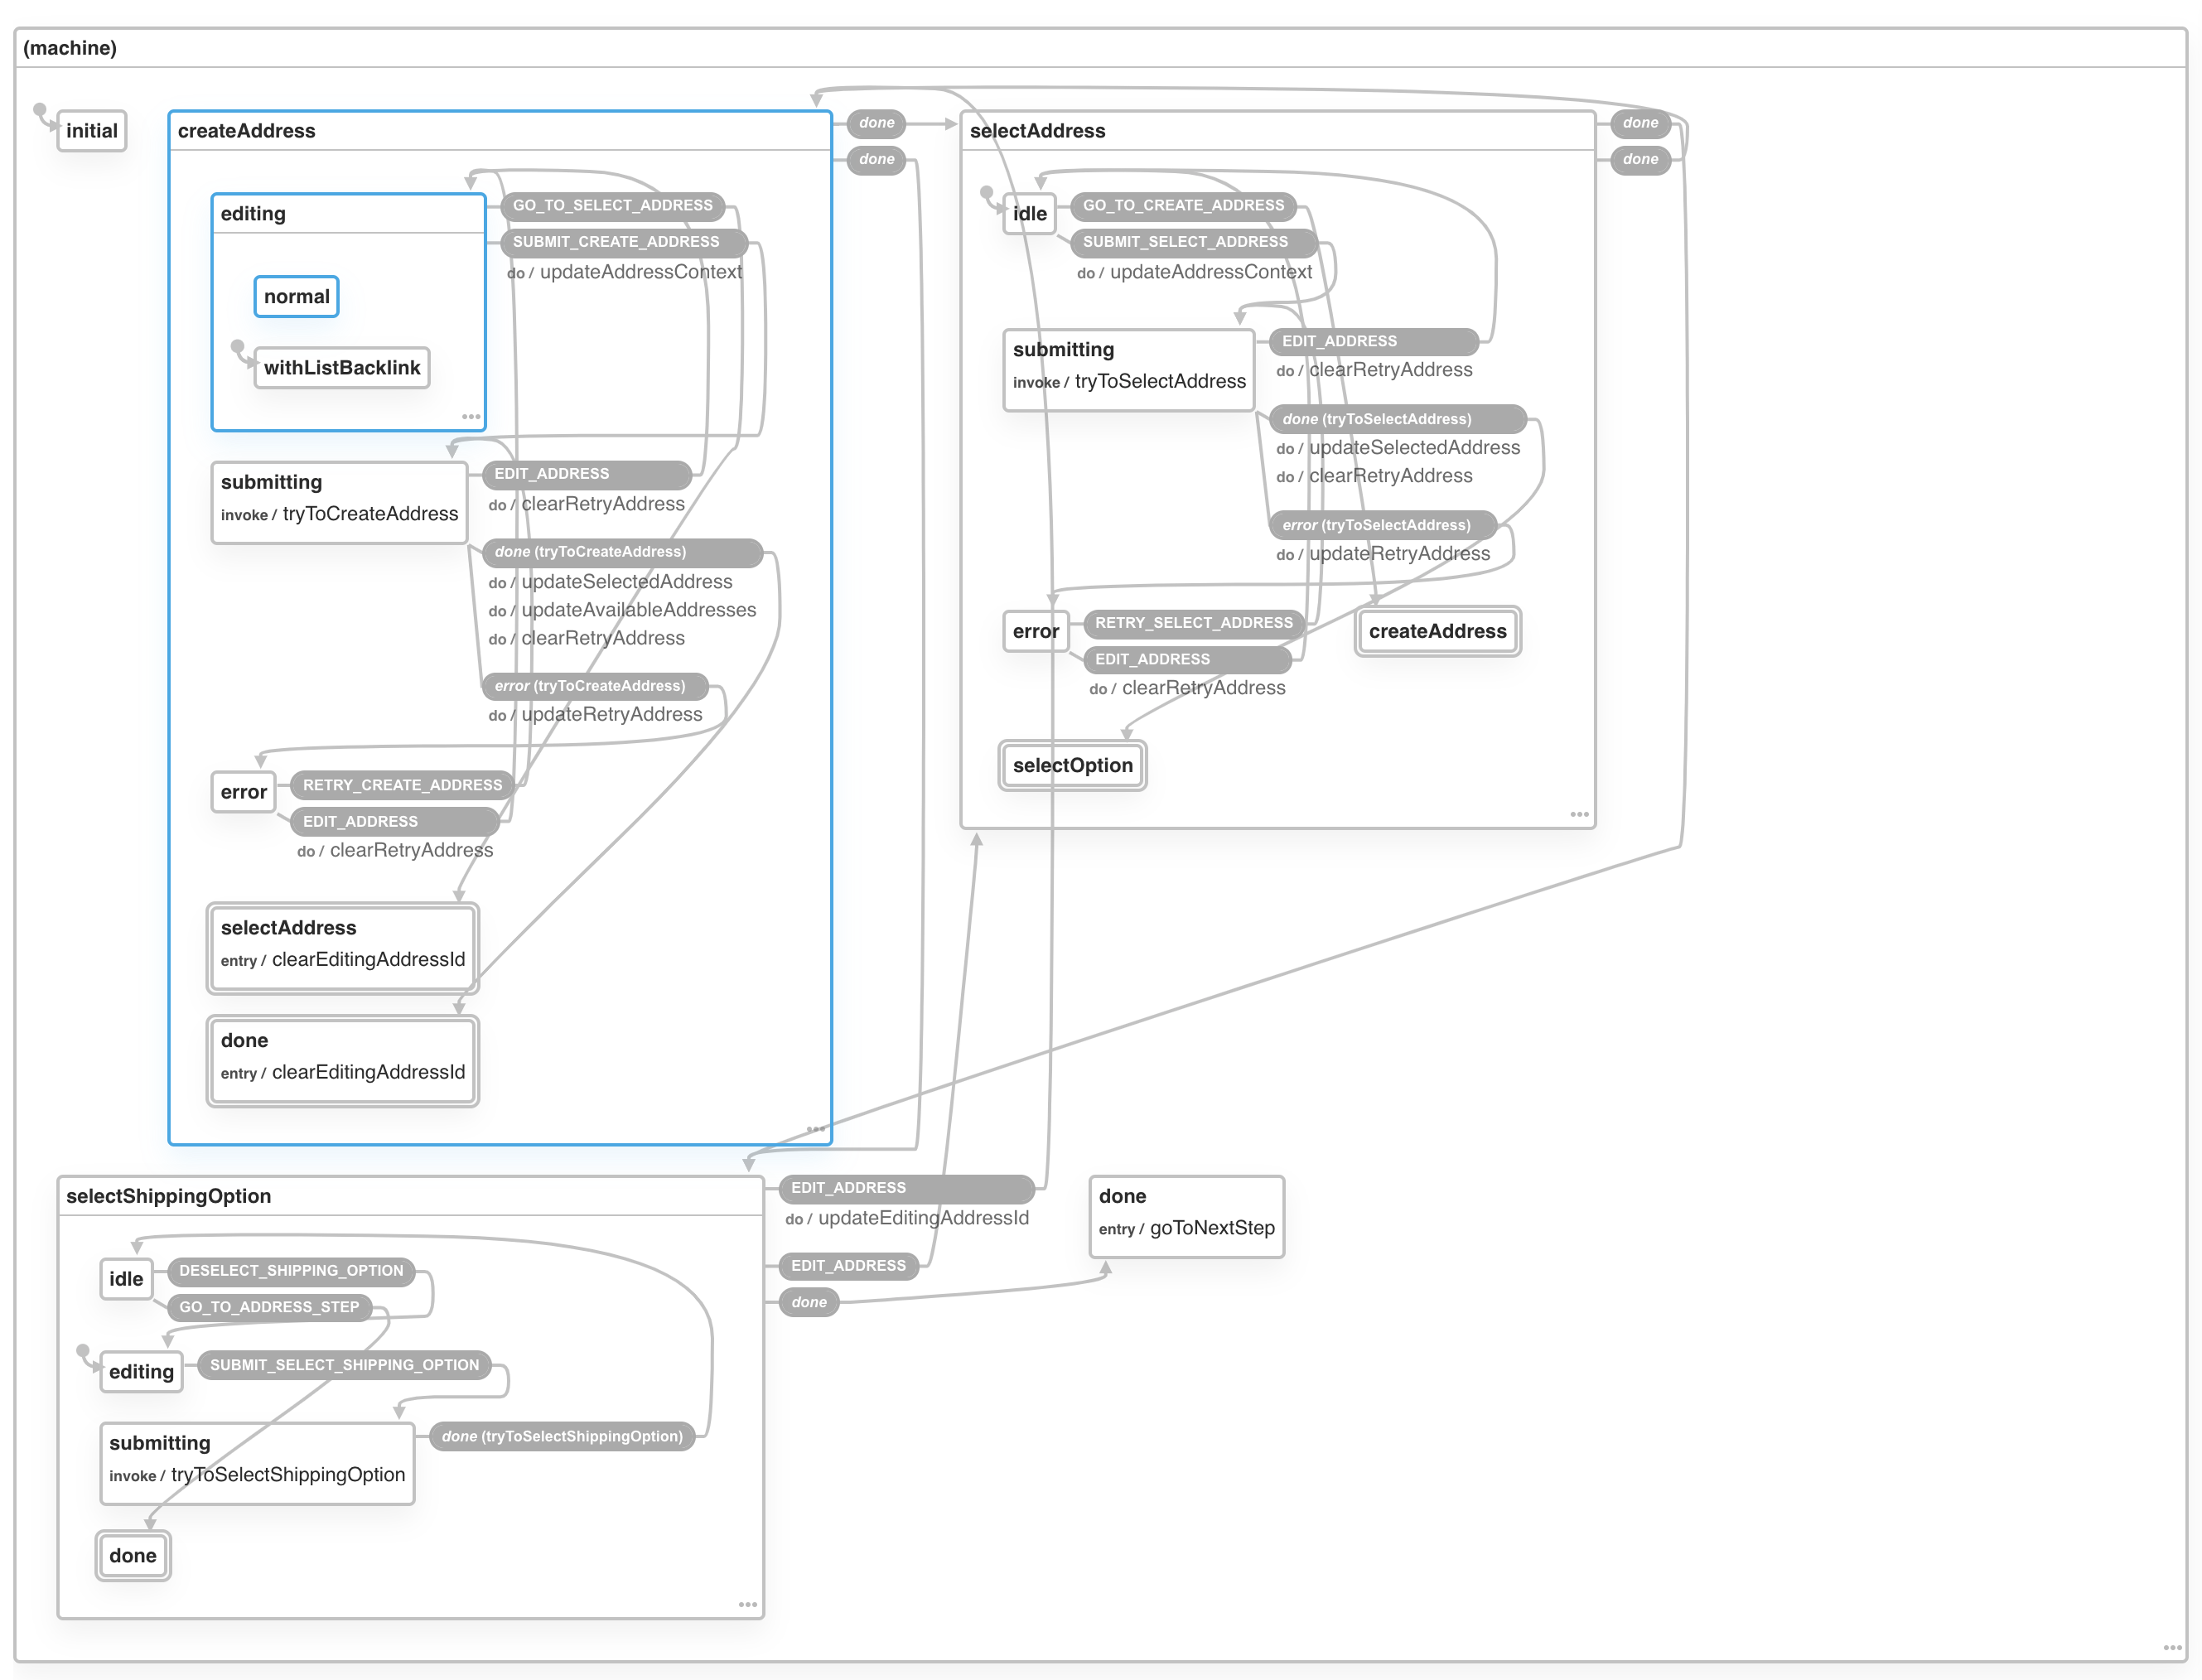 (machine)
initial
createAddress
done
done
editing
GO_TO_SELECT_ADDRESS
SUBMIT_CREATE_ADDRESS
do / updateAddressContext
normal
withListBacklink
submitting
invoke / tryToCreateAddress
EDIT_ADDRESS
do / clearRetryAddress
done (tryToCreateAddress)
do / updateSelectedAddress
do / updateAvailableAddresses
do / clearRetryAddress
error (tryToCreateAddress)
do / updateRetryAddress
error
RETRY_CREATE_ADDRESS
EDIT_ADDRESS
do / clearRetryAddress
selectAddress
entry / clearEditingAddressId
done
entry / clearEditingAddressId
selectAddress
done
done
idle
GO_TO_CREATE_ADDRESS
SUBMIT_SELECT_ADDRESS
do / updateAddressContext
submitting
invoke / tryToSelectAddress
EDIT_ADDRESS
do / clearRetryAddress
done (tryToSelectAddress)
do / updateSelectedAddress
do / clearRetryAddress
error (tryToSelectAddress)
do / updateRetryAddress
error
RETRY_SELECT_ADDRESS
EDIT_ADDRESS
do / clearRetryAddress
createAddress
selectOption
selectShippingOption
EDIT_ADDRESS
do / updateEditingAddressId
EDIT_ADDRESS
done
idle
DESELECT_SHIPPING_OPTION
GO_TO_ADDRESS_STEP
editing
SUBMIT_SELECT_SHIPPING_OPTION
submitting
invoke / tryToSelectShippingOption
done (tryToSelectShippingOption)
done
done
entry / goToNextStep